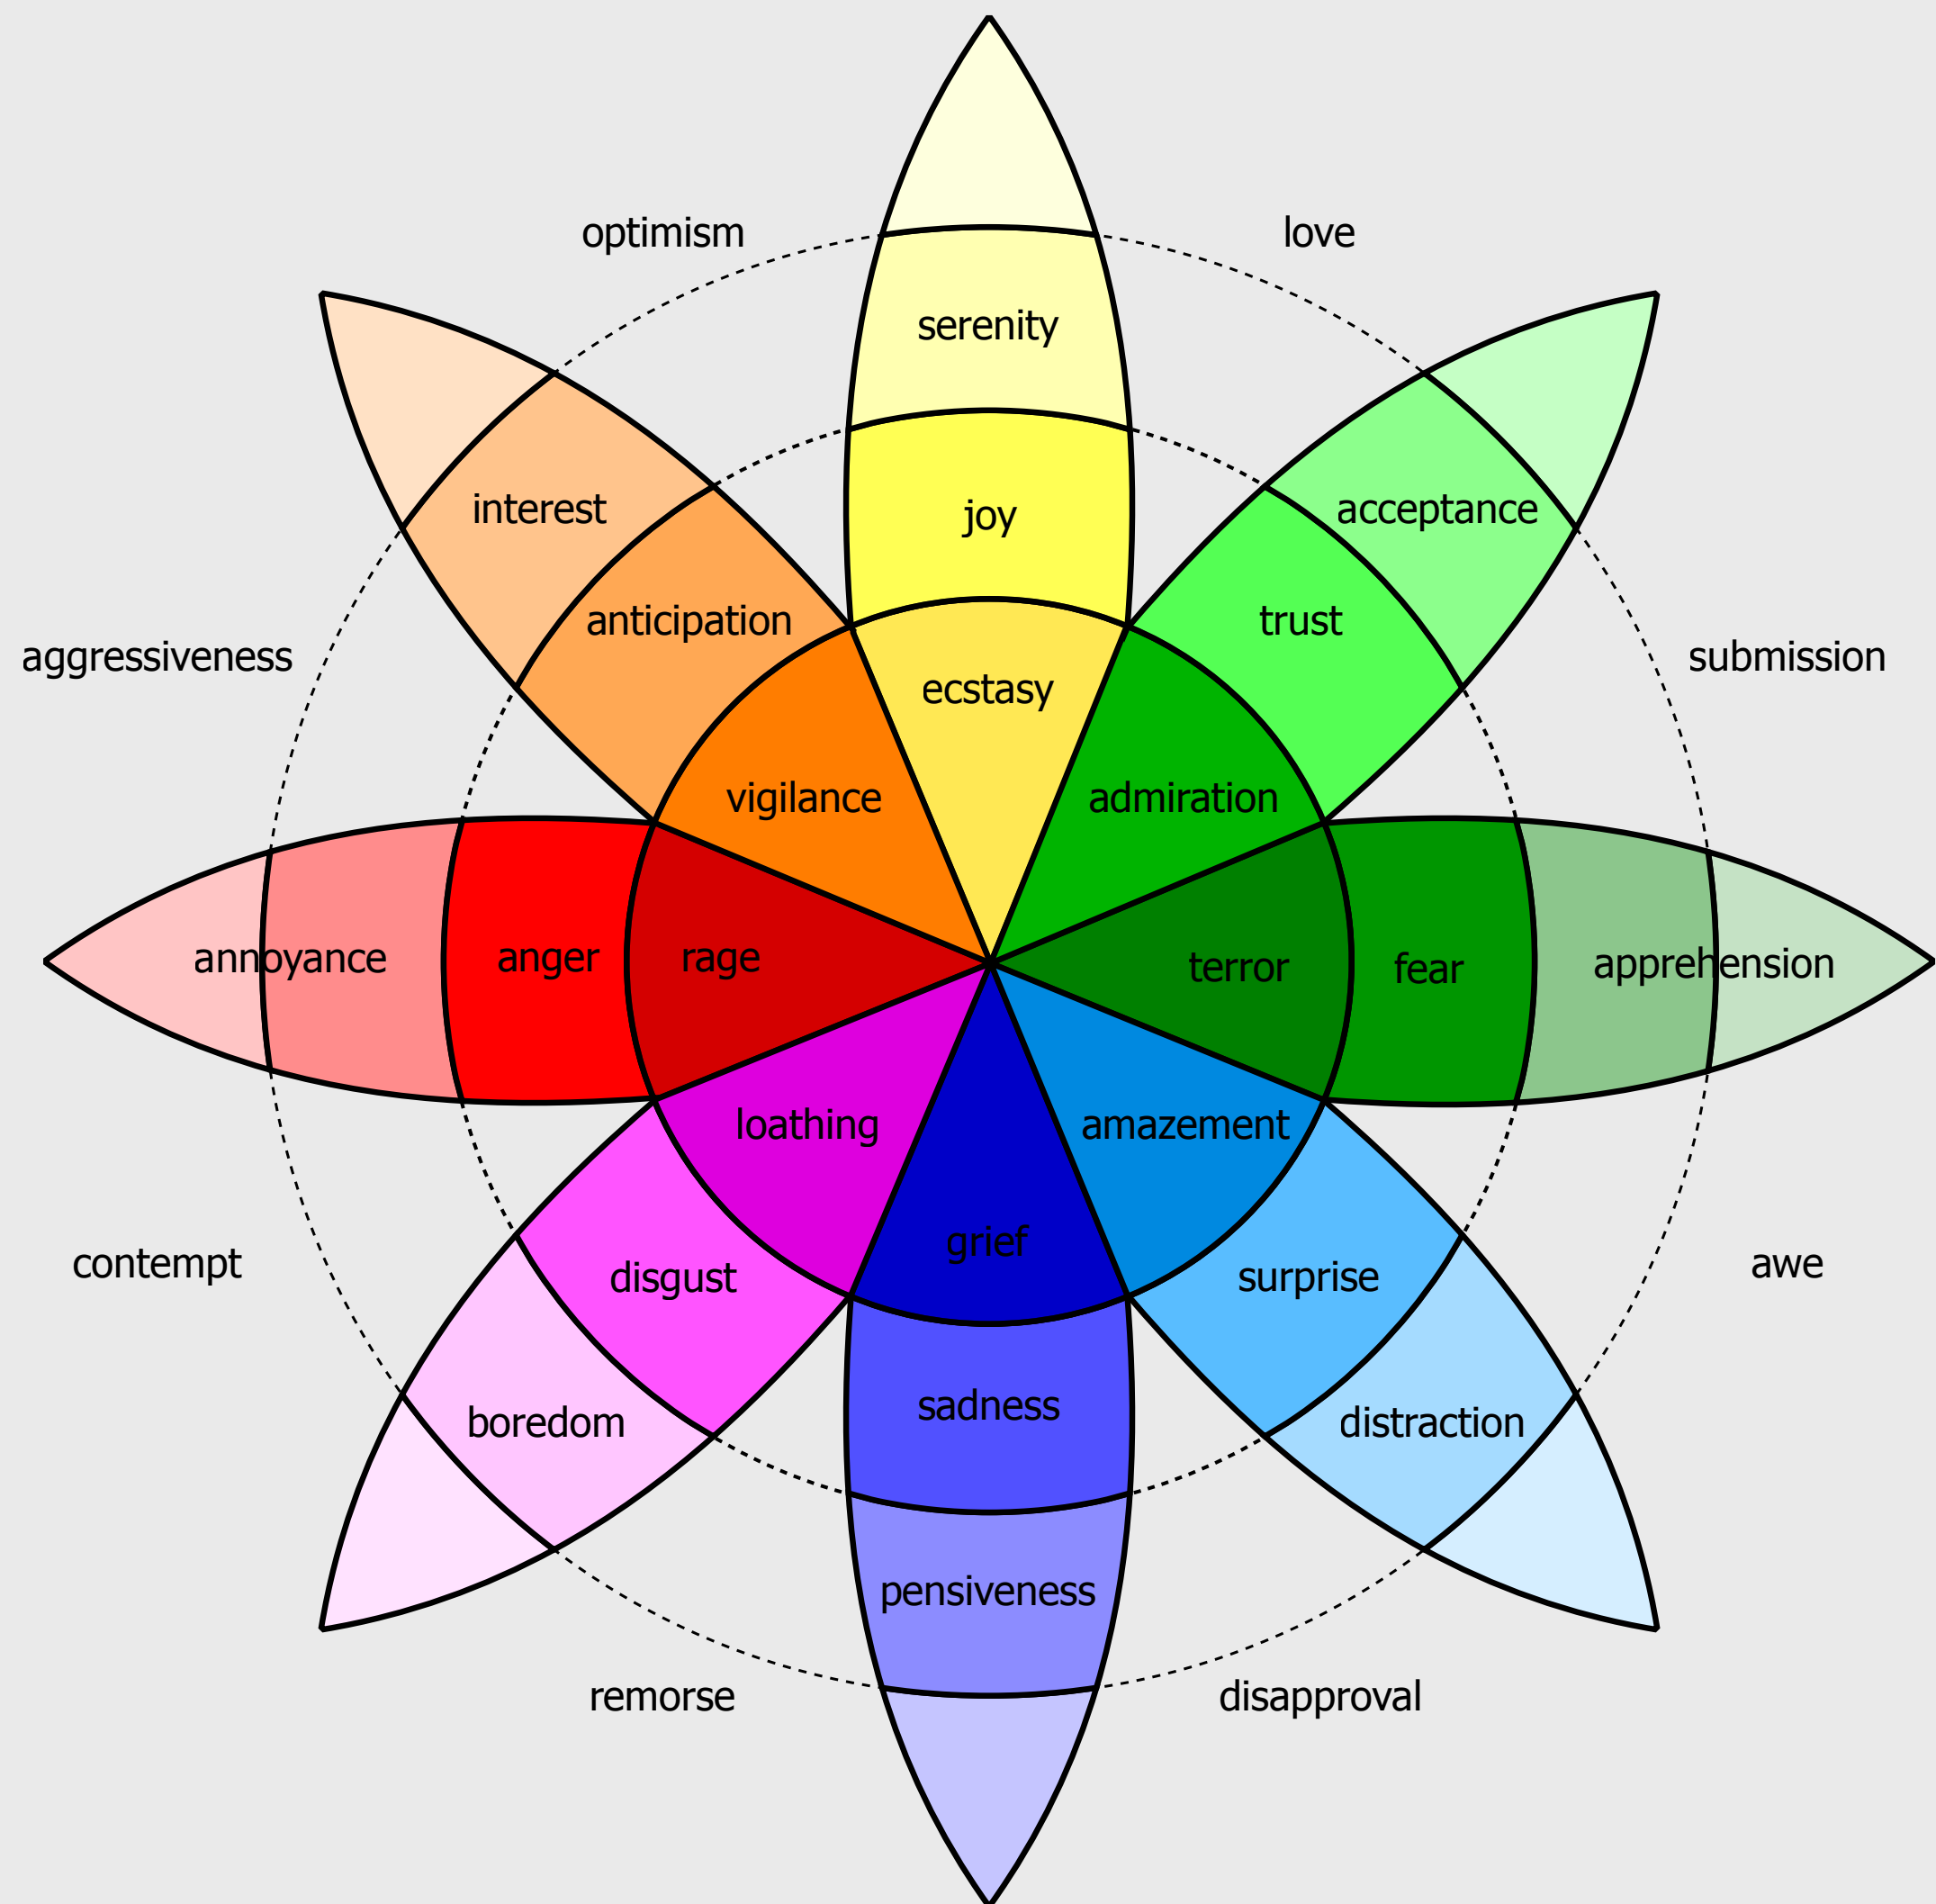 optimism
love
serenity
interest
joy
acceptance
anticipation
trust
aggressiveness
submission
ecstasy
vigilance
admiration
annoyance
anger
rage
terror
fear
apprehension
loathing
amazement
grief
contempt
awe
disgust
surprise
sadness
boredom
distraction
pensiveness
remorse
disapproval